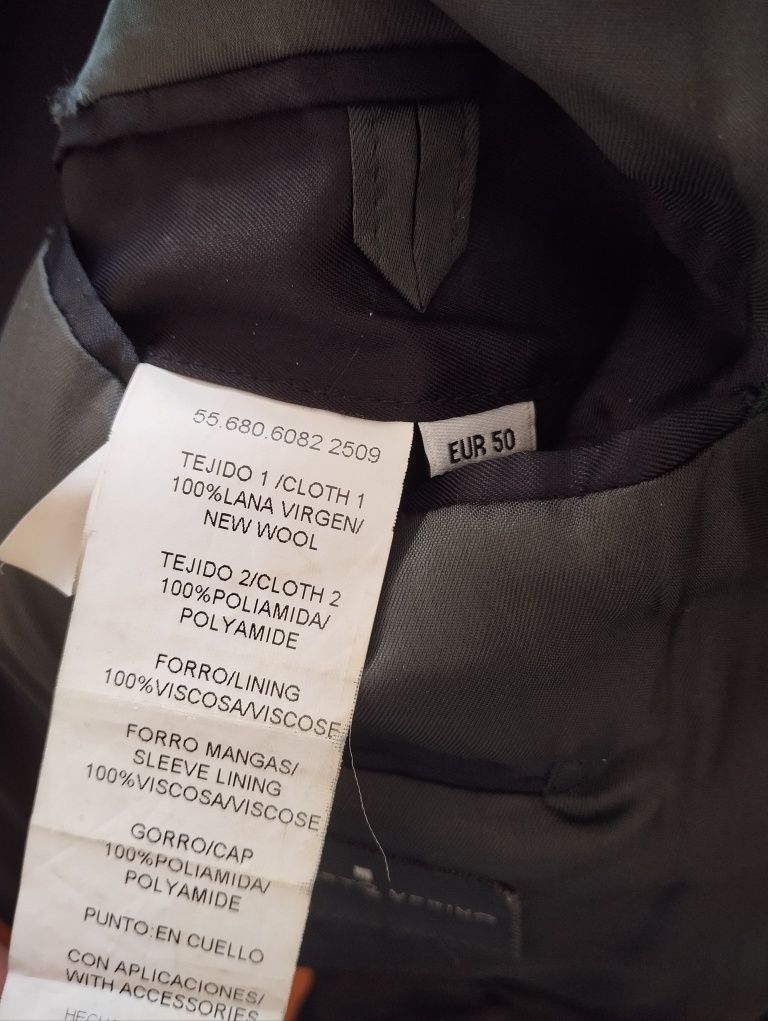 55.680.6082 2509
TEJIDO 1 /CLOTH 1
100%LANA VIRGEN/
NEW WOOL
TEJIDO 2/CLOTH 2
100%POLIAMIDA/
POLYAMIDE
FORRO/LINING
100%VISCOSA/VISCOSE
FORRO MANGAS/
SLEEVE LINING
100%VISCOSA/VISCOSE
GORRO/CAP
100%POLIAMIDA/
POLYAMIDE
PUNTO:EN CUELLO
CON APLICACIONES/
WITH ACCESSORIES
EUR 50